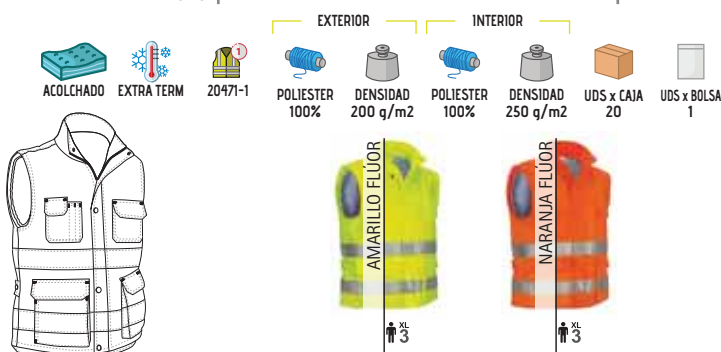 EXTERIOR
INTERIOR
1
ACOLCHADO
EXTRA TERM
20471-1
POLIESTER
100%
DENSIDAD
200 g/m2
POLIESTER
100%
DENSIDAD
250 g/m2
UDS x CAJA
20
UDS x BOLSA
1
AMARILLO FLÚOR
NARANJA FLÚOR
XL
3
XL
3